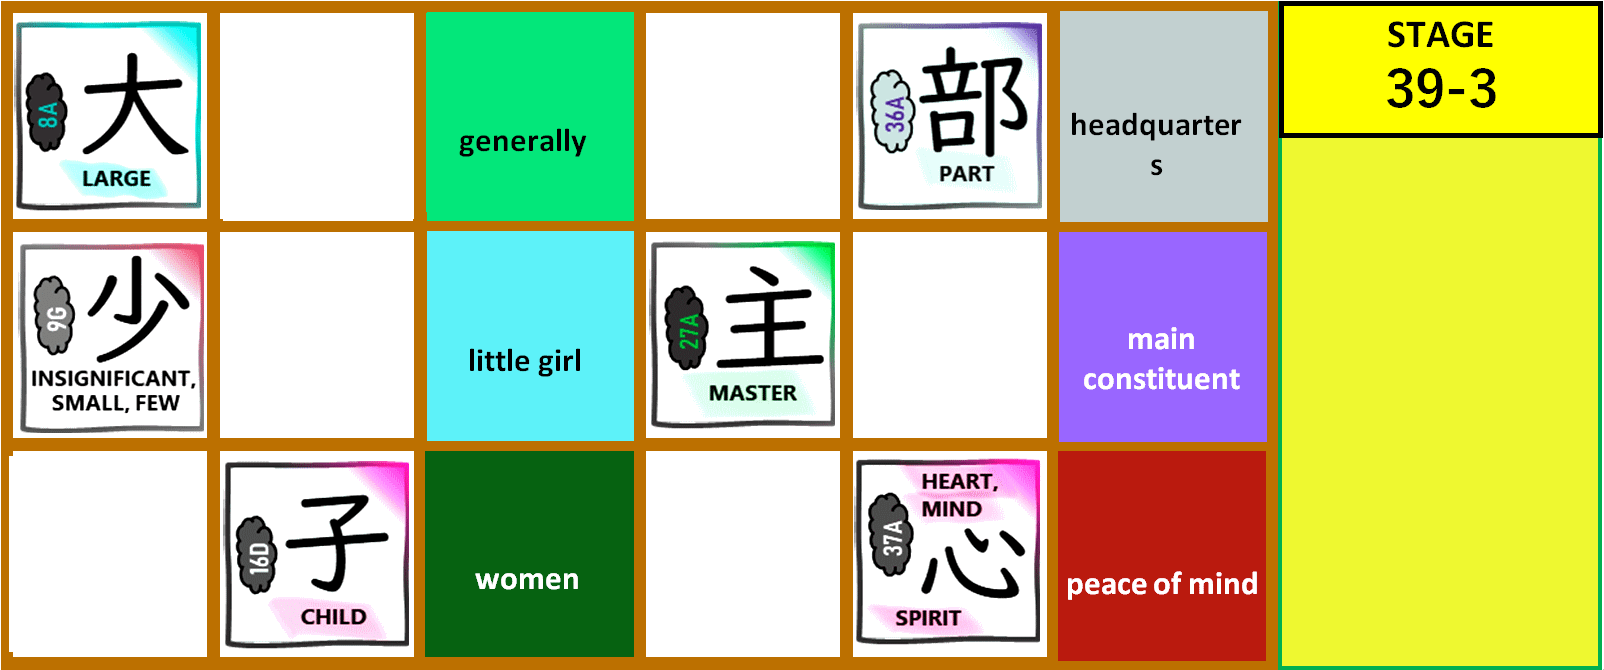 8A
大
LARGE
generally
36A
部
PART
headquarter
s
STAGE
39-3
9G
少
INSIGNIFICANT,
SMALL, FEW
little girl
27A
主
MASTER
main
constituent
16D
子
CHILD
women
HEART,
MIND
37A
心
SPIRIT
peace of mind